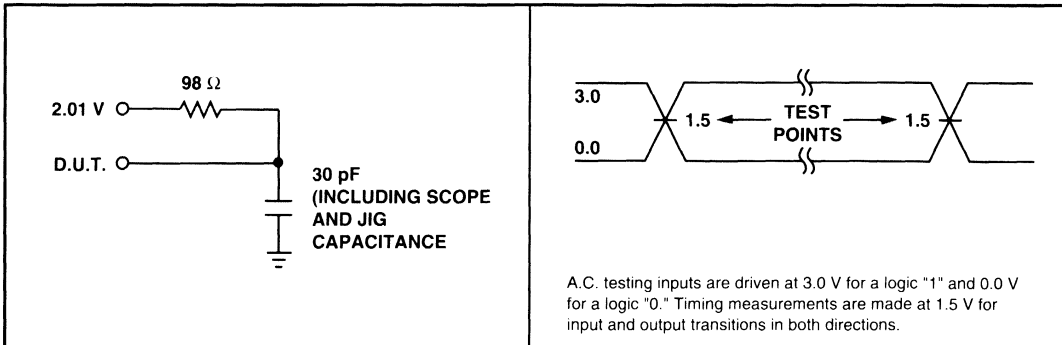 98 Ω
2.01 V
D.U.T.
30 pF
(INCLUDING SCOPE
AND JIG
CAPACITANCE
3.0
0.0
1.5
TEST
POINTS
1.5
A.C. testing inputs are driven at 3.0 V for a logic "1" and 0.0 V
for a logic "0." Timing measurements are made at 1.5 V for
input and output transitions in both directions.